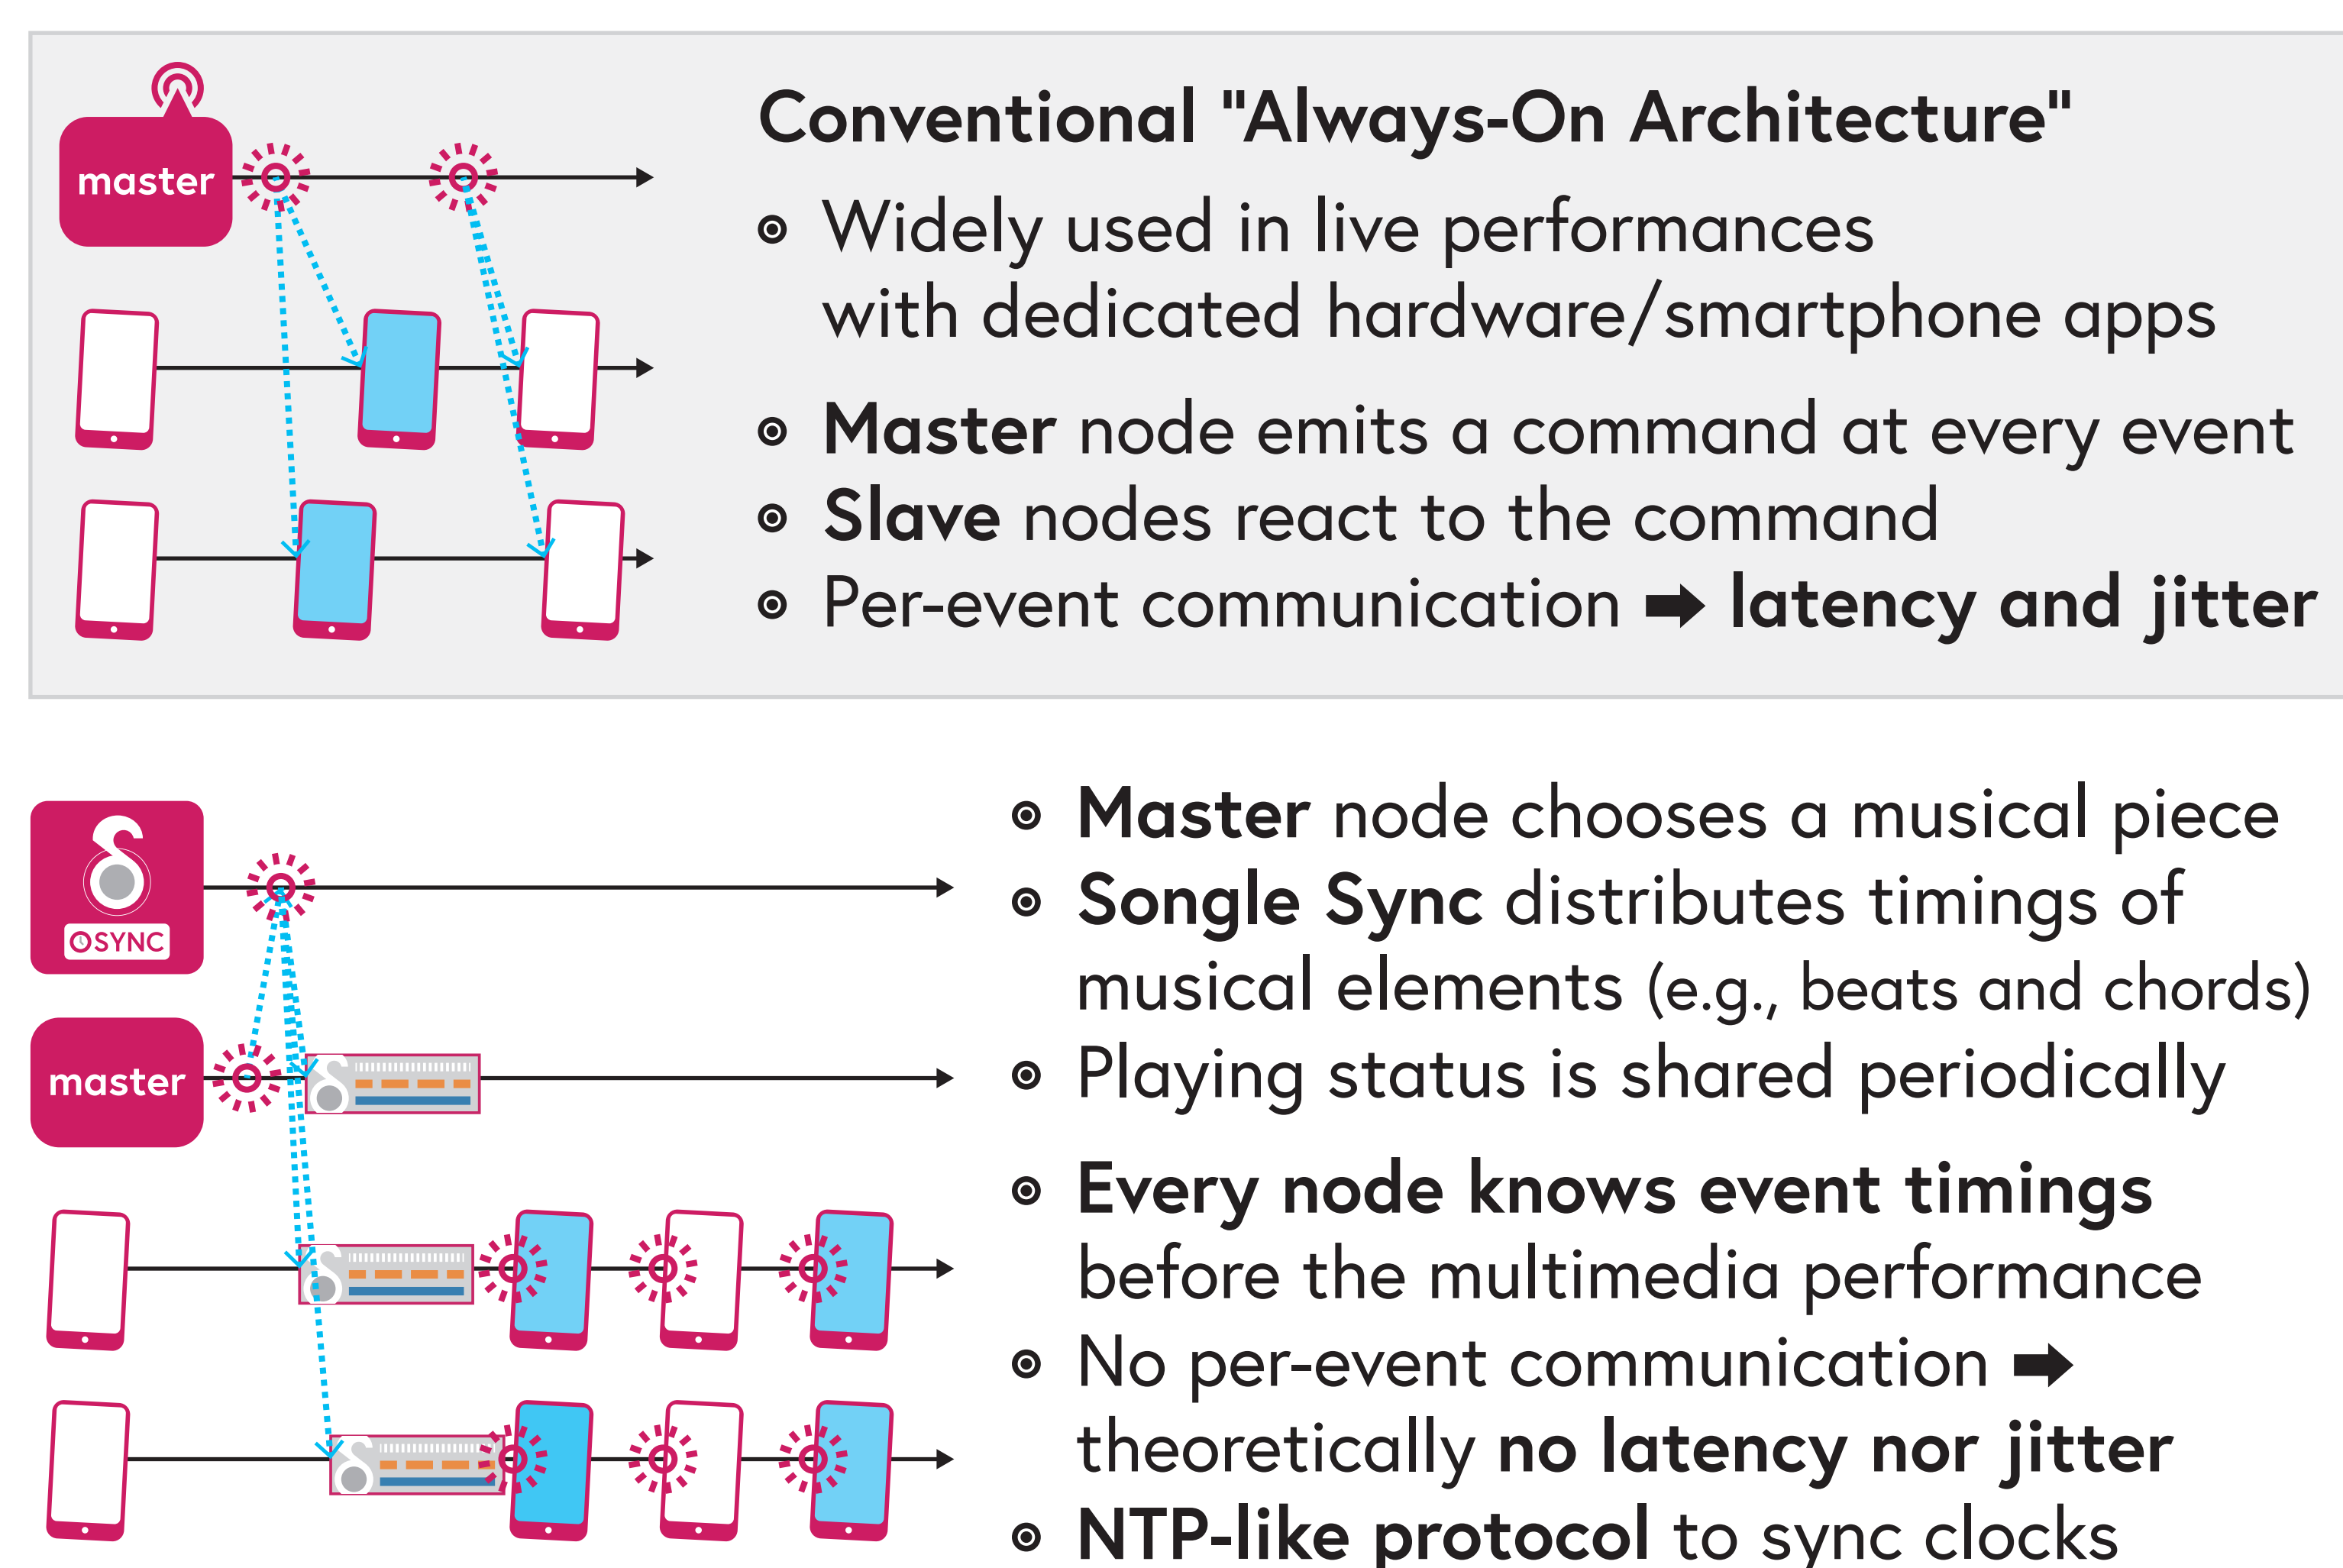 master
Conventional "Always-On Architecture"
Widely used in live performances
with dedicated hardware/smartphone apps
Master node emits a command at every event
Slave nodes react to the command
Per-event communication ➡ latency and jitter
SYNC
master
Master node chooses a musical piece
Songle Sync distributes timings of
musical elements (e.g., beats and chords)
Playing status is shared periodically
Every node knows event timings
before the multimedia performance
No per-event communication ➡
theoretically no latency nor jitter
NTP-like protocol to sync clocks